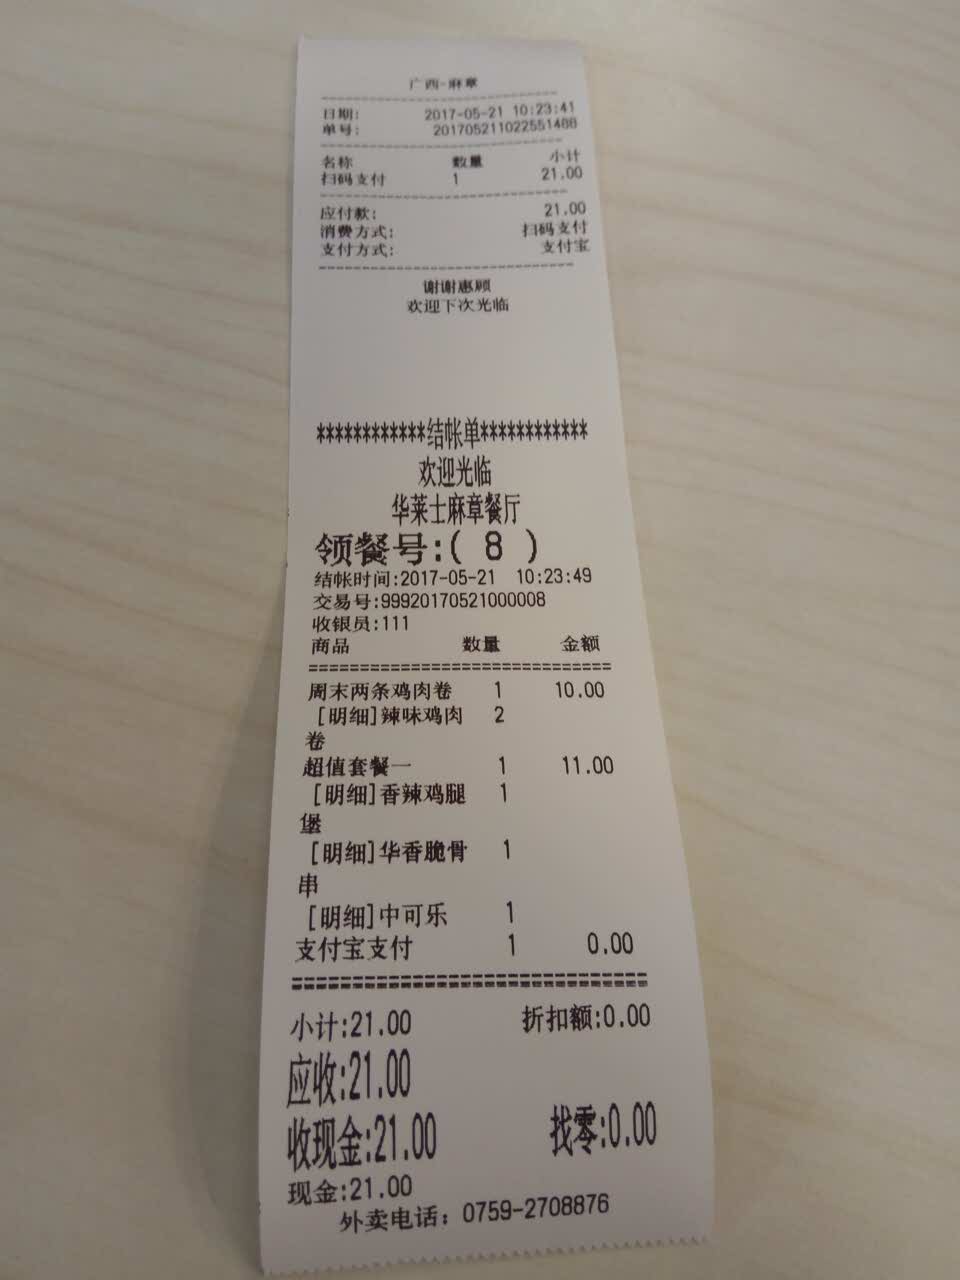 广西-麻章
日期: 2017-05-21 10:23:41
单号: 201705211022551488
名称 数量 小计
扫码支付 1 21.00
应付款: 21.00
消费方式: 扫码支付
支付方式: 支付宝
谢谢惠顾
欢迎下次光临
************结帐单************
欢迎光临
华莱士麻章餐厅
领餐号:( 8 )
结帐时间:2017-05-21 10:23:49
交易号:99920170521000008
收银员:111
商品 数量 金额
==============================
周末两条鸡肉卷 1 10.00
[明细]辣味鸡肉 2
卷
超值套餐一 1 11.00
[明细]香辣鸡腿 1
堡
[明细]华香脆骨 1
串
[明细]中可乐 1
支付宝支付 1 0.00
==============================
小计:21.00 折扣额:0.00
应收:21.00
收现金:21.00 找零:0.00
现金:21.00
外卖电话：0759-2708876